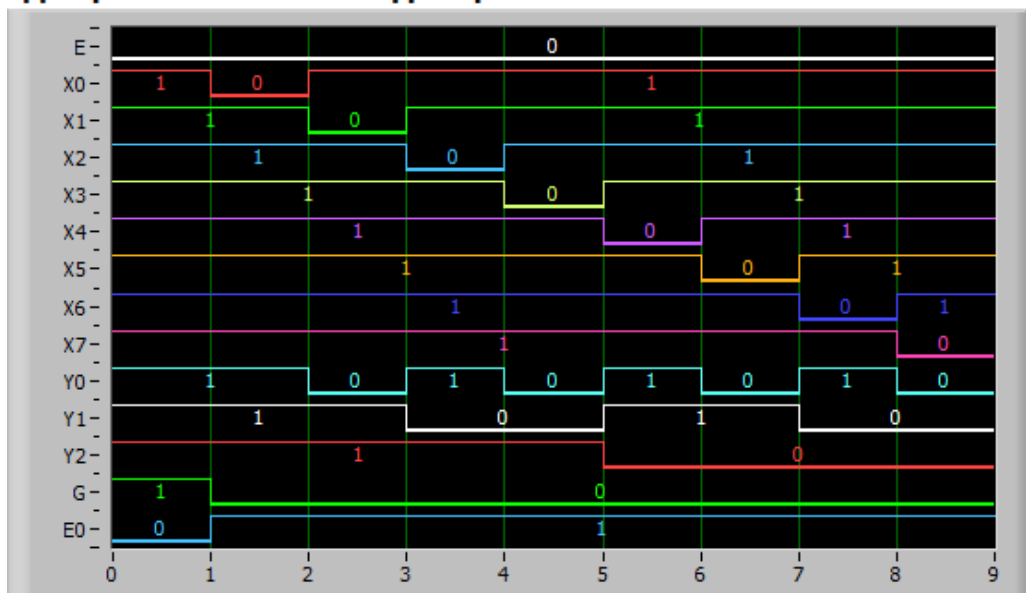 E 0
X0 1 0 1
X1 1 0 1
X2 1 0 1
X3 1 0 1
X4 1 0 1
X5 1 0 1
X6 1 0 1
X7 1 0
Y0 1 0 1 0 1 0 1 0
Y1 1 0 1 0
Y2 1 0
G 1 0
E0 0 1
0 1 2 3 4 5 6 7 8 9